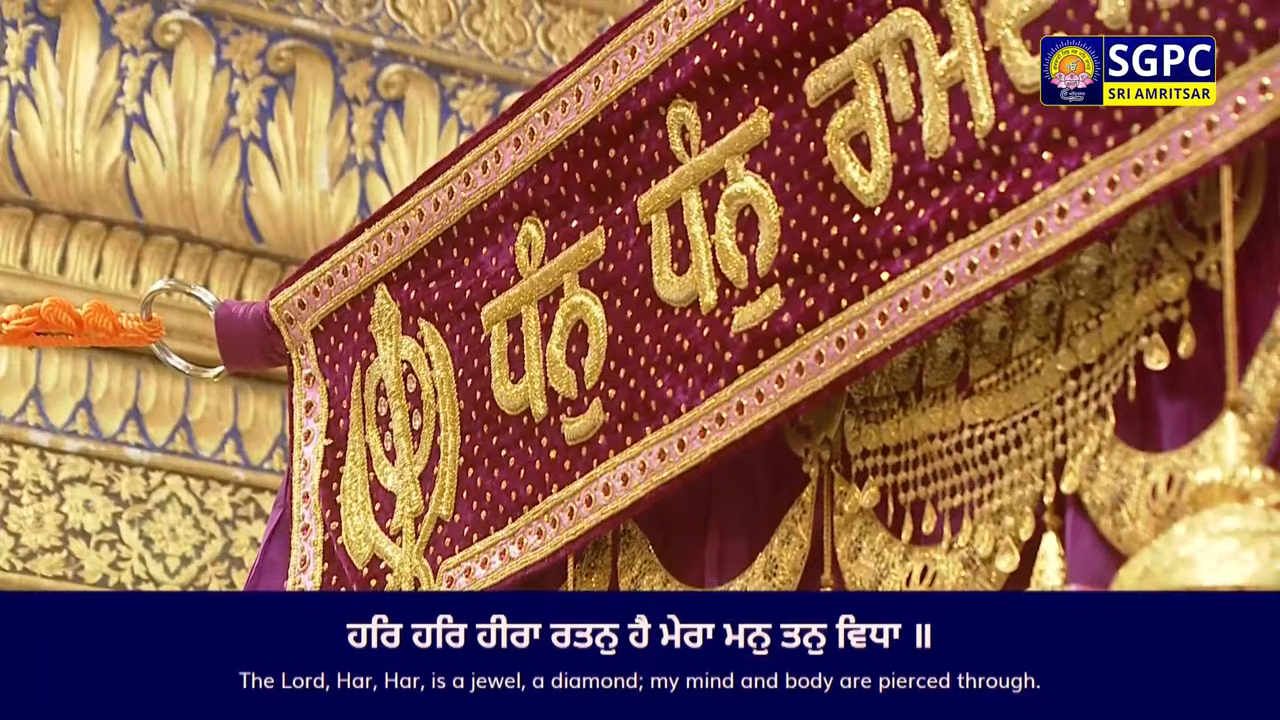 SGPC
SRI AMRITSAR
ਧੰਨੁ ਧੰਨੁ
ਹਰਿ ਹਰਿ ਹੀਰਾ ਰਤਨੁ ਹੈ ਮੇਰਾ ਮਨੁ ਤਨੁ ਵਿਧਾ ॥
The Lord, Har, Har, is a jewel, a diamond; my mind and body are pierced through.